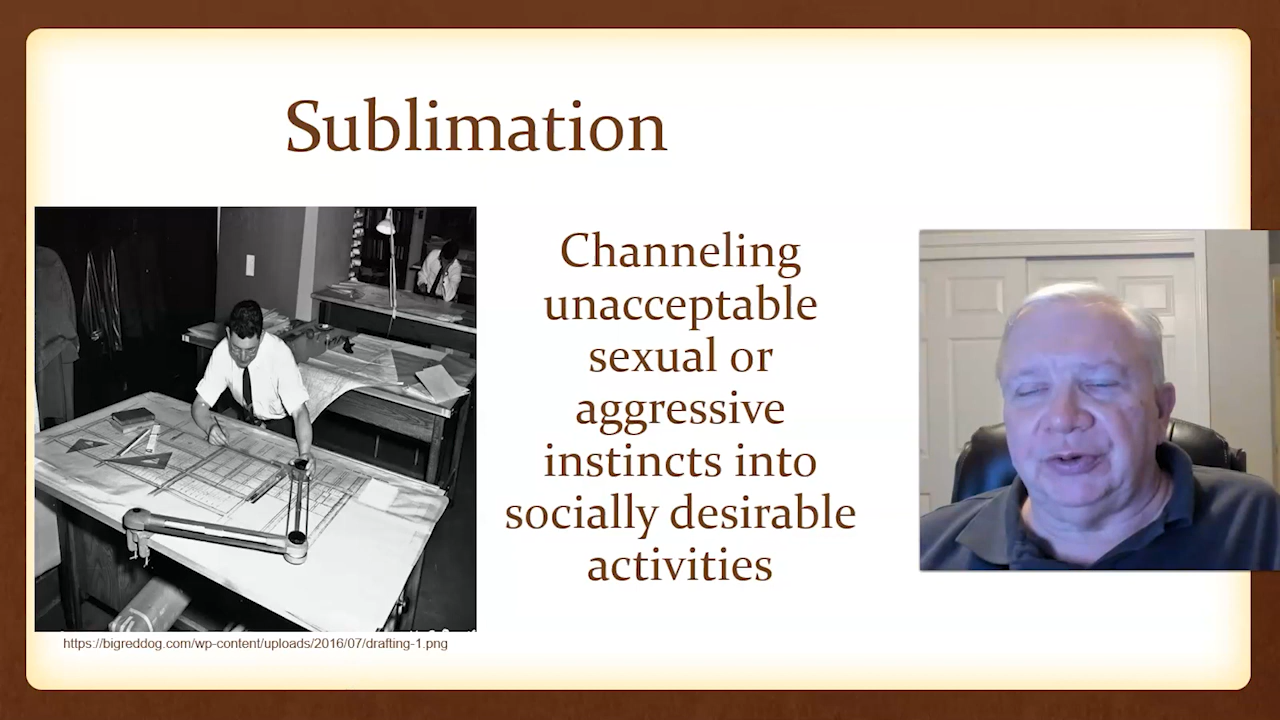 Sublimation
Channeling
unacceptable
sexual or
aggressive
instincts into
socially desirable
activities
https://bigreddog.com/wp-content/uploads/2016/07/drafting-1.png